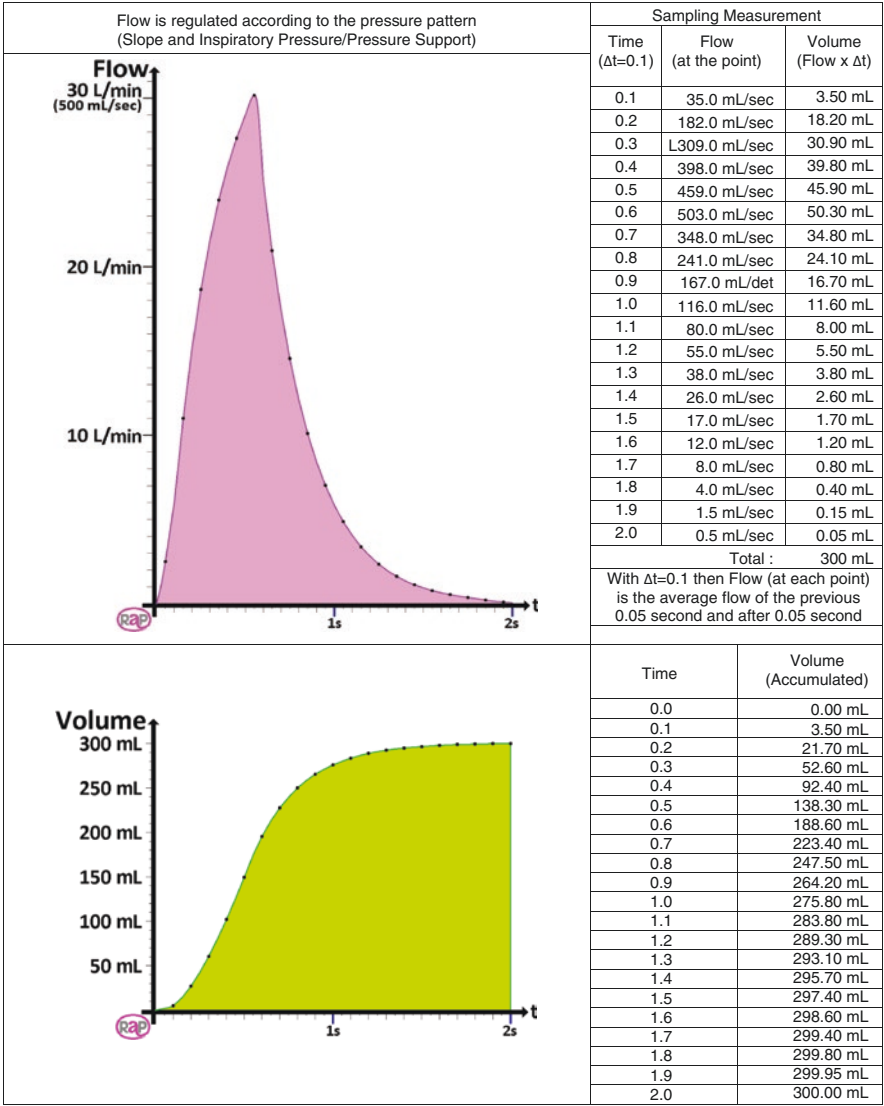 Flow is regulated according to the pressure pattern
(Slope and Inspiratory Pressure/Pressure Support)
Flow
30 L/min
(500 mL/sec)
20 L/min
10 L/min
1s
2s
t
RaP
Sampling Measurement
Time (Δt=0.1) Flow (at the point) Volume (Flow x Δt)
0.1 35.0 mL/sec 3.50 mL
0.2 182.0 mL/sec 18.20 mL
0.3 L309.0 mL/sec 30.90 mL
0.4 398.0 mL/sec 39.80 mL
0.5 459.0 mL/sec 45.90 mL
0.6 503.0 mL/sec 50.30 mL
0.7 348.0 mL/sec 34.80 mL
0.8 241.0 mL/sec 24.10 mL
0.9 167.0 mL/det 16.70 mL
1.0 116.0 mL/sec 11.60 mL
1.1 80.0 mL/sec 8.00 mL
1.2 55.0 mL/sec 5.50 mL
1.3 38.0 mL/sec 3.80 mL
1.4 26.0 mL/sec 2.60 mL
1.5 17.0 mL/sec 1.70 mL
1.6 12.0 mL/sec 1.20 mL
1.7 8.0 mL/sec 0.80 mL
1.8 4.0 mL/sec 0.40 mL
1.9 1.5 mL/sec 0.15 mL
2.0 0.5 mL/sec 0.05 mL
Total : 300 mL
With Δt=0.1 then Flow (at each point)
is the average flow of the previous
0.05 second and after 0.05 second
Volume
300 mL
250 mL
200 mL
150 mL
100 mL
50 mL
1s
2s
t
RaP
Time Volume (Accumulated)
0.0 0.00 mL
0.1 3.50 mL
0.2 21.70 mL
0.3 52.60 mL
0.4 92.40 mL
0.5 138.30 mL
0.6 188.60 mL
0.7 223.40 mL
0.8 247.50 mL
0.9 264.20 mL
1.0 275.80 mL
1.1 283.80 mL
1.2 289.30 mL
1.3 293.10 mL
1.4 295.70 mL
1.5 297.40 mL
1.6 298.60 mL
1.7 299.40 mL
1.8 299.80 mL
1.9 299.95 mL
2.0 300.00 mL